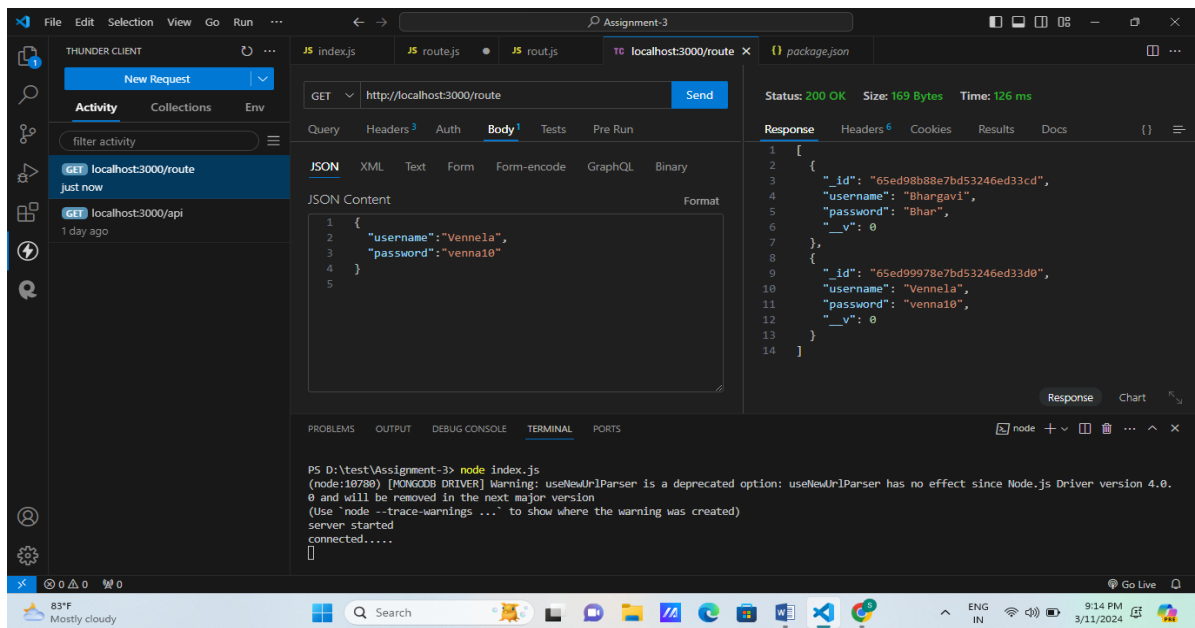 File Edit Selection View Go Run ··· Assignment-3
THUNDER CLIENT
New Request
Activity Collections Env
filter activity
GET localhost:3000/route
just now
GET localhost:3000/api
1 day ago
JS index.js JS route.js JS rout.js TC localhost:3000/route {} package.json
GET http://localhost:3000/route Send
Query Headers 3 Auth Body 1 Tests Pre Run
JSON XML Text Form Form-encode GraphQL Binary
JSON Content Format
1 {
2 "username":"Vennela",
3 "password":"venna10"
4 }
5
Status: 200 OK Size: 169 Bytes Time: 126 ms
Response Headers 6 Cookies Results Docs {}
1 [
2 {
3 "_id": "65ed98b88e7bd53246ed33cd",
4 "username": "Bhargavi",
5 "password": "Bhar",
6 "__v": 0
7 },
8 {
9 "_id": "65ed99978e7bd53246ed33d0",
10 "username": "Vennela",
11 "password": "venna10",
12 "__v": 0
13 }
14 ]
Response Chart
PROBLEMS OUTPUT DEBUG CONSOLE TERMINAL PORTS node
PS D:\test\Assignment-3> node index.js
(node:10780) [MONGODB DRIVER] Warning: useNewUrlParser is a deprecated option: useNewUrlParser has no effect since Node.js Driver version 4.0.
0 and will be removed in the next major version
(Use `node --trace-warnings ...` to show where the warning was created)
server started
connected.....
0 0 0 Go Live
83°F
Mostly cloudy
Search
ENG
IN
9:14 PM
3/11/2024
PRE